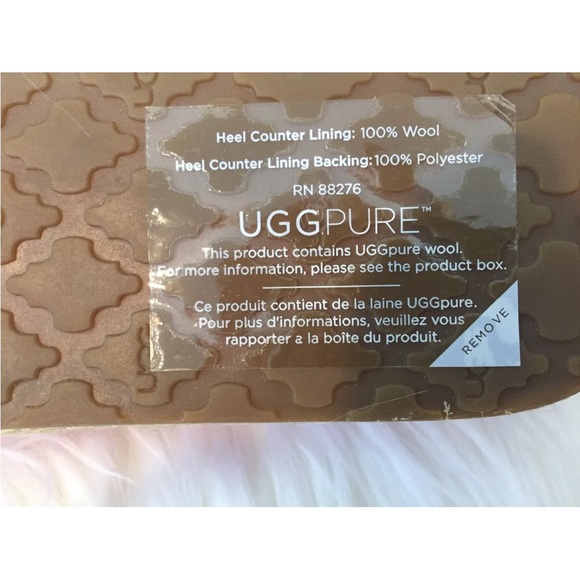 Heel Counter Lining: 100% Wool
Heel Counter Lining Backing: 100% Polyester
RN 88276
UGGPURE™
This product contains UGGpure wool.
For more information, please see the product box.
Ce produit contient de la laine UGGpure.
Pour plus d'informations, veuillez vous
rapporter a la boîte du produit.
REMOVE